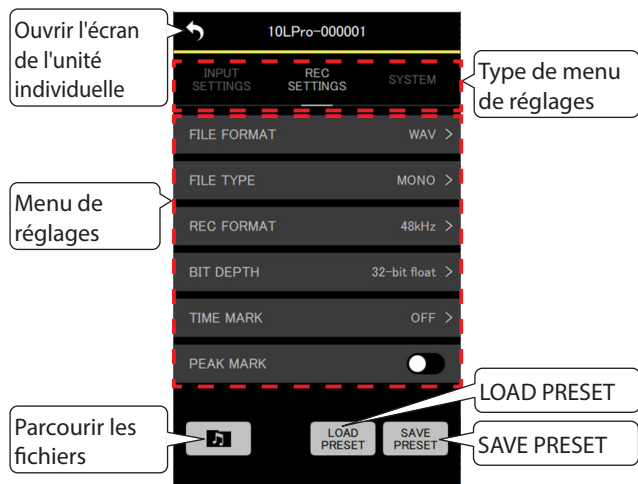 Ouvrir l'écran
de l'unité
individuelle
10LPro-000001
INPUT
SETTINGS
REC
SETTINGS
SYSTEM
Type de menu
de réglages
Menu de
réglages
FILE FORMAT WAV >
FILE TYPE MONO >
REC FORMAT 48kHz >
BIT DEPTH 32-bit float >
TIME MARK OFF >
PEAK MARK
Parcourir les
fichiers
LOAD
PRESET
SAVE
PRESET
LOAD PRESET
SAVE PRESET